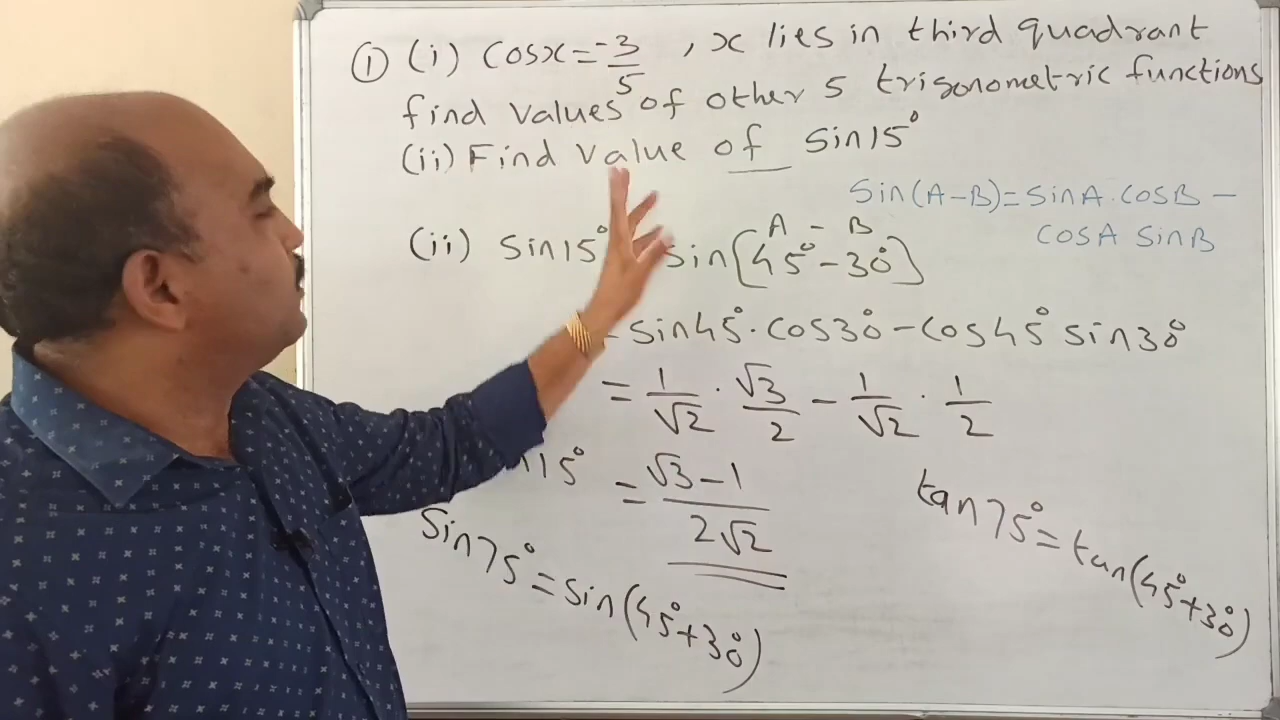 ① (i) cosx = -3/5 , x lies in third quadrant
find values of other 5 trigonometric functions
(ii) Find value of sin15°
sin(A-B)=sinA.cosB -
cosA sinB
A - B
(ii) sin15° sin[45°-30°]
= sin45°.cos30° - cos45° sin30°
= 1/√2 . √3/2 - 1/√2 . 1/2
15° = √3-1/2√2
sin75° = sin(45°+30°)
tan75° = tan(45°+30°)